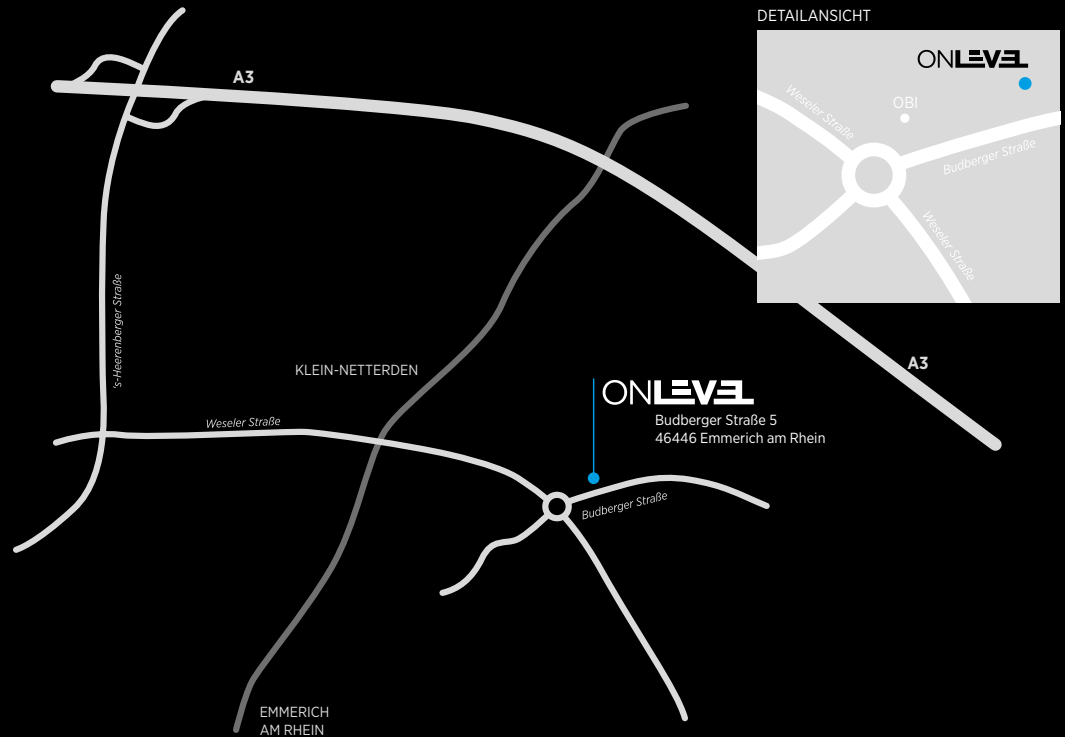 DETAILANSICHT
ONLEVEL
OBI
Weseler Straße
Budberger Straße
Weseler Straße
A3
's-Heerenberger Straße
A3
KLEIN-NETTERDEN
ONLEVEL
Budberger Straße 5
46446 Emmerich am Rhein
Weseler Straße
Budberger Straße
EMMERICH
AM RHEIN